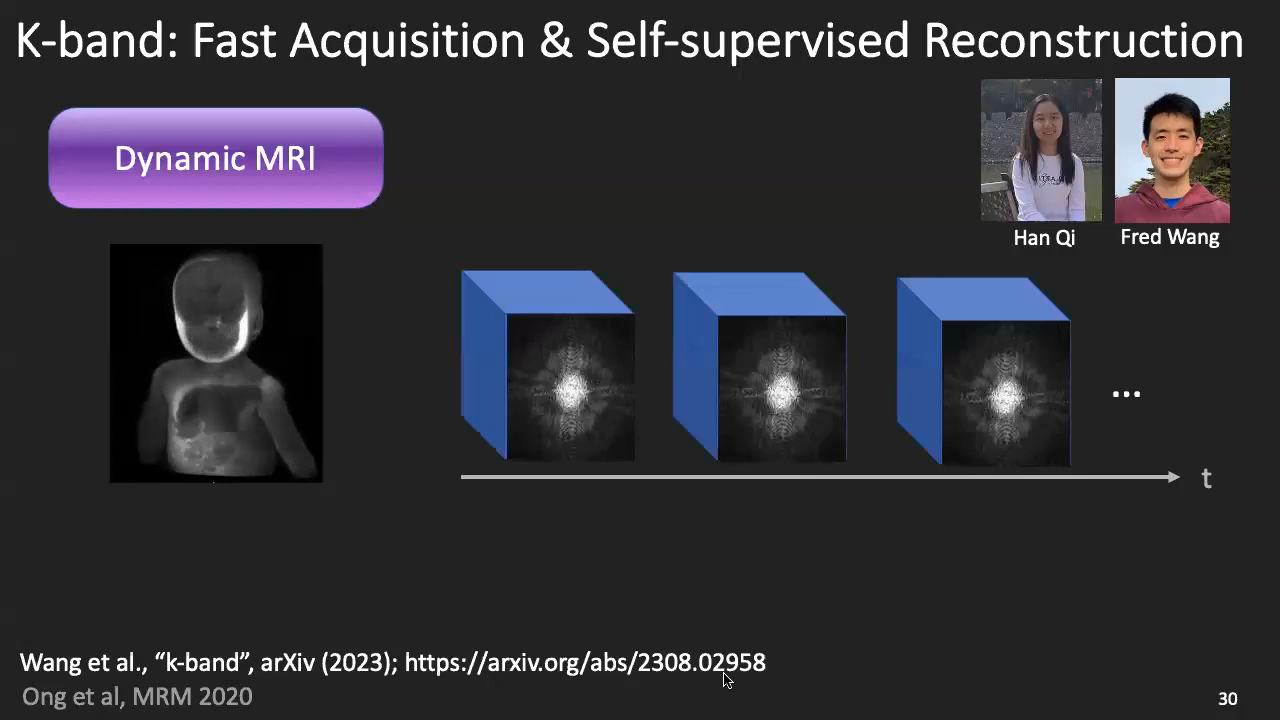 K-band: Fast Acquisition & Self-supervised Reconstruction
Dynamic MRI
Han Qi
Fred Wang
...
t
Wang et al., “k-band”, arXiv (2023); https://arxiv.org/abs/2308.02958
Ong et al, MRM 2020
30